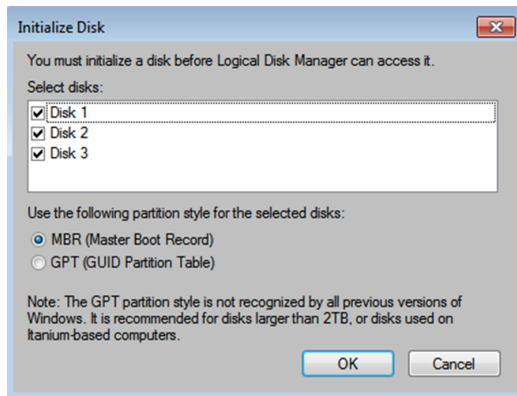 Initialize Disk
You must initialize a disk before Logical Disk Manager can access it.
Select disks:
Disk 1
Disk 2
Disk 3
Use the following partition style for the selected disks:
MBR (Master Boot Record)
GPT (GUID Partition Table)
Note: The GPT partition style is not recognized by all previous versions of
Windows. It is recommended for disks larger than 2TB, or disks used on
Itanium-based computers.
OK Cancel